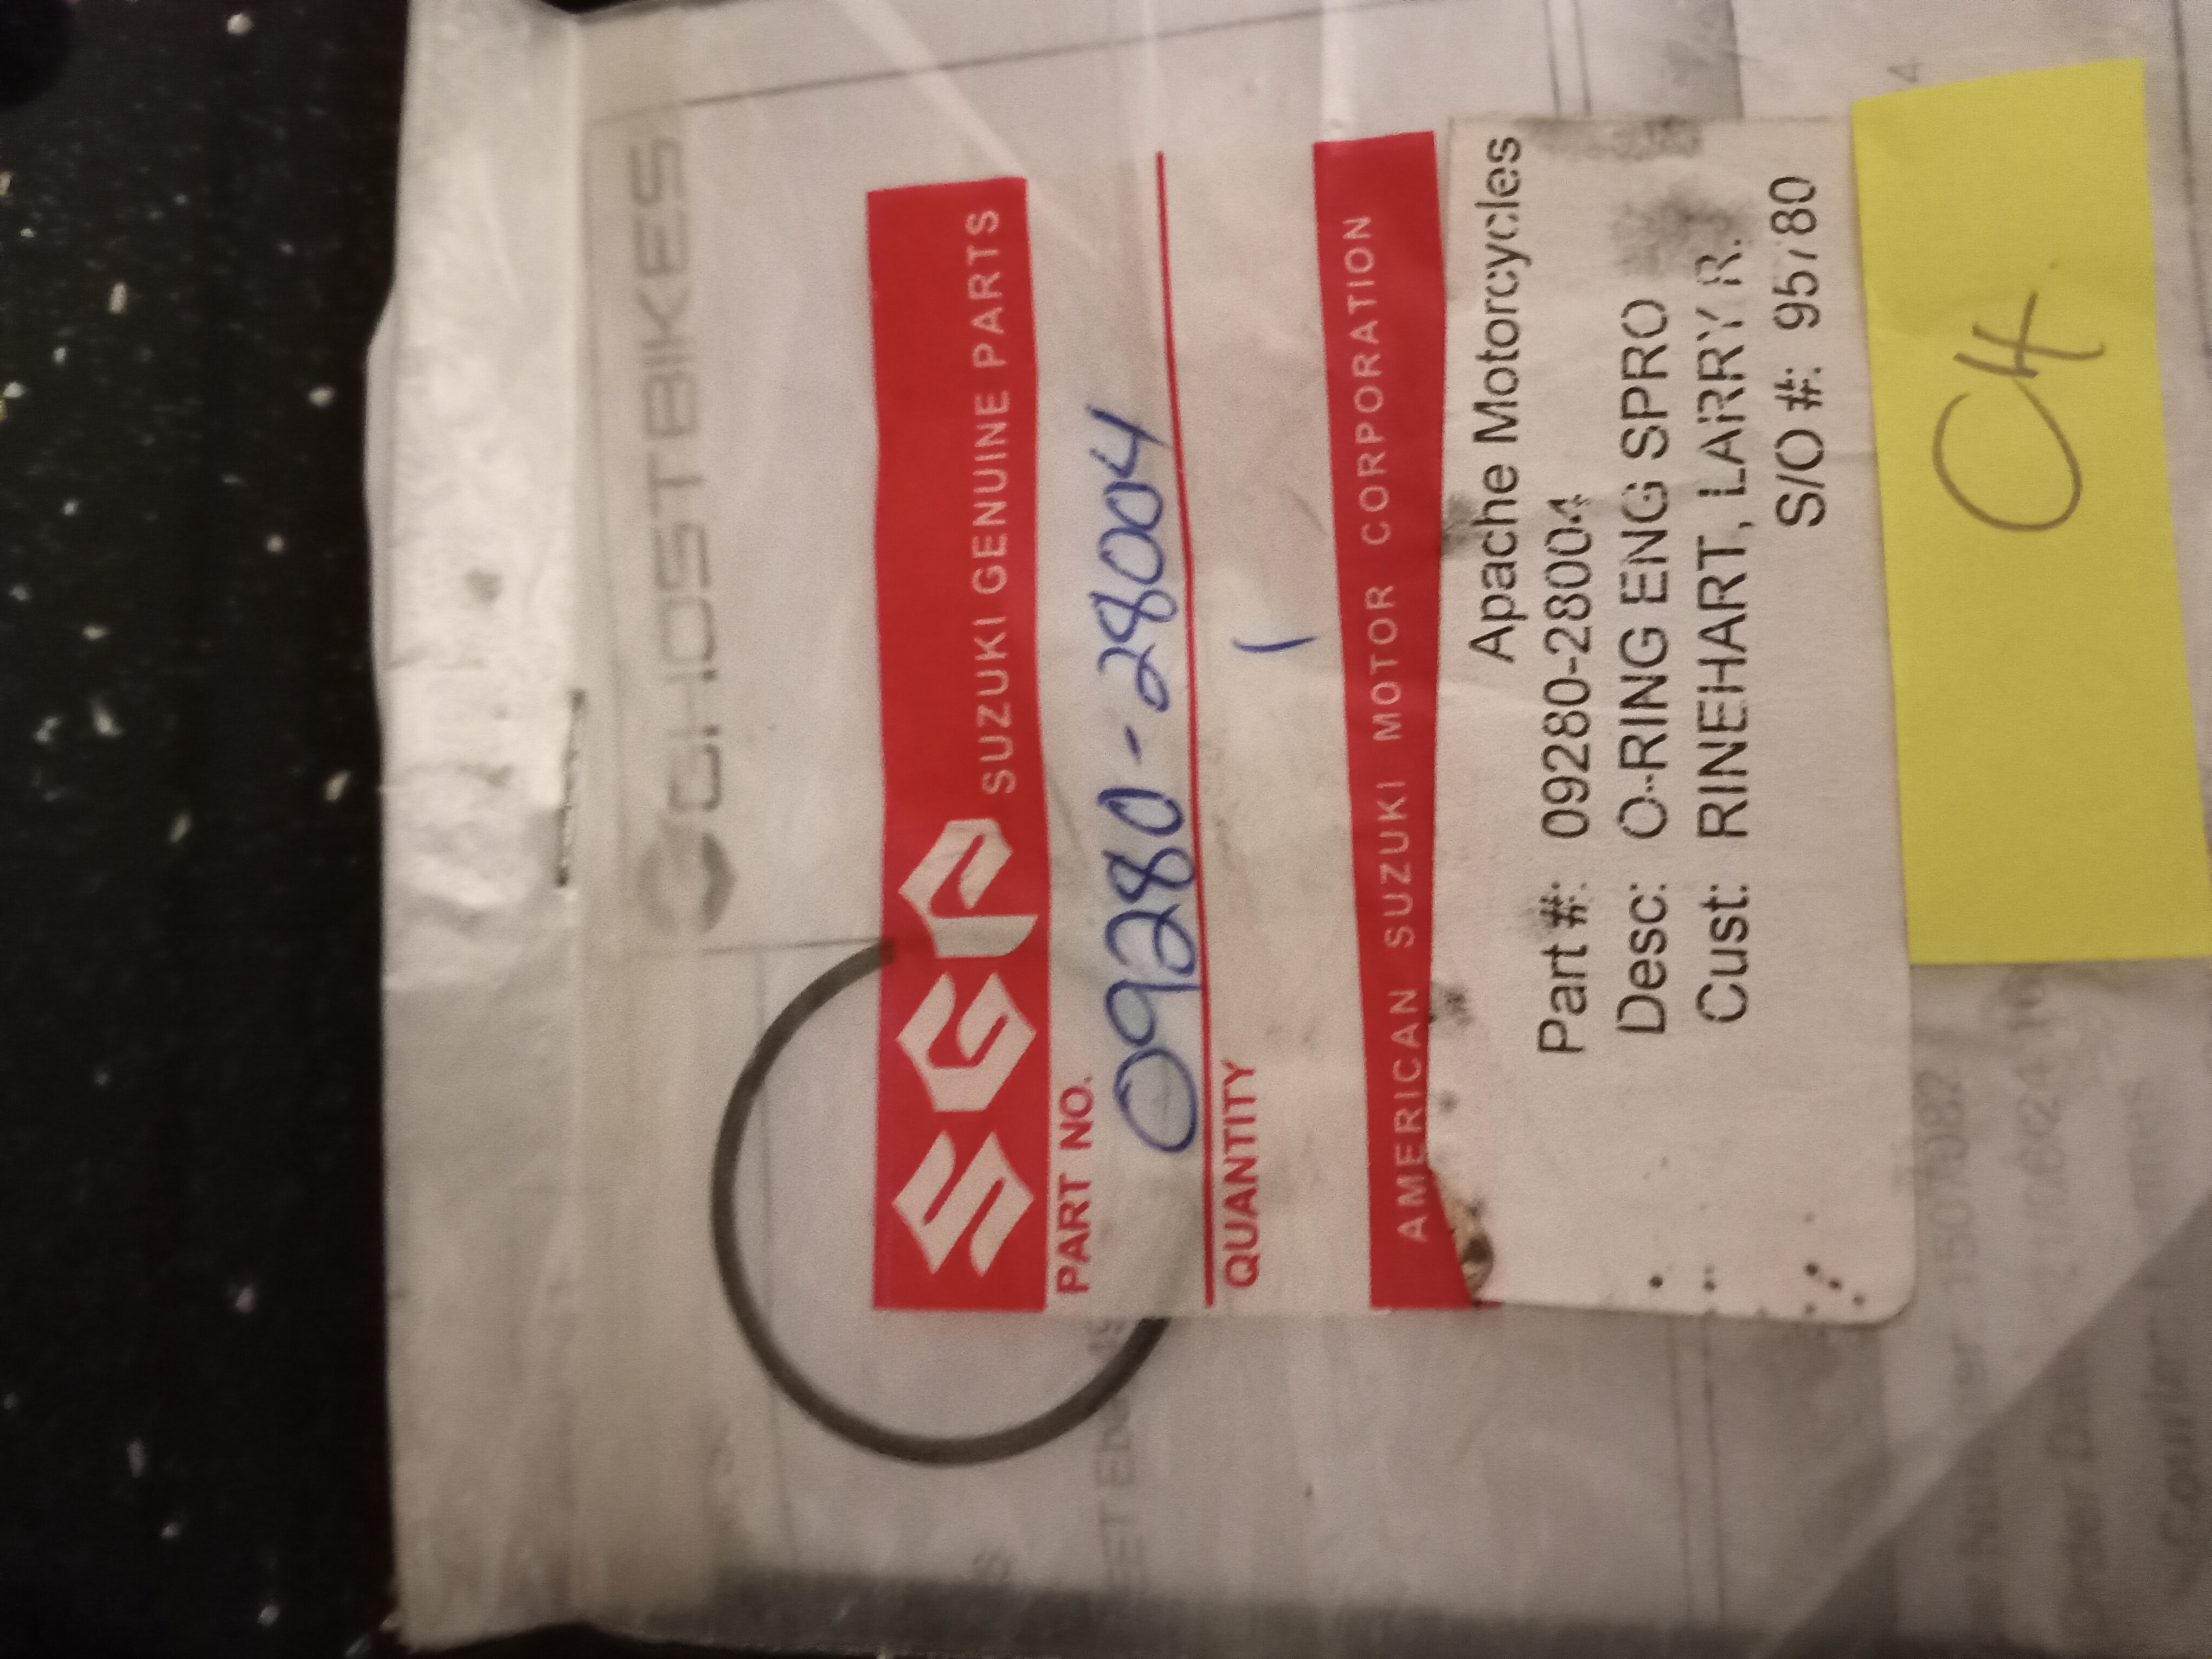 GHOSTBIKES
SGP SUZUKI GENUINE PARTS
PART NO.
09280-28004
QUANTITY
1
AMERICAN SUZUKI MOTOR CORPORATION
Apache Motorcycles
Part #: 09280-28004
Desc: O-RING ENG SPRO
Cust: RINEHART, LARRY R.
S/O #: 95780
CH